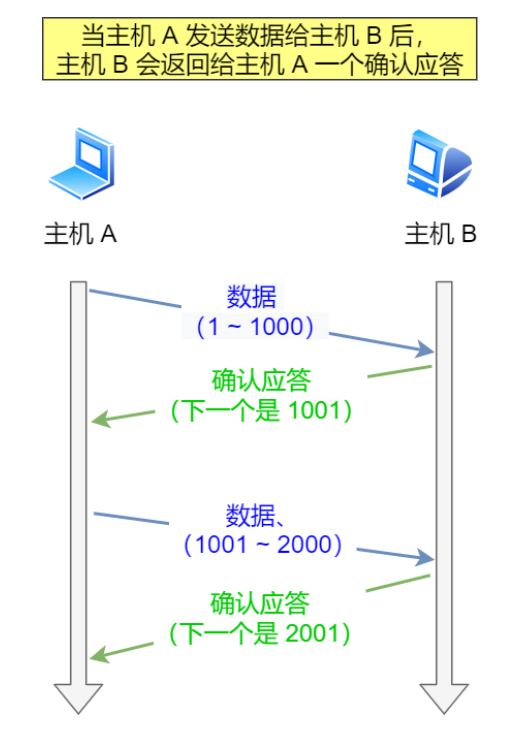 当主机 A 发送数据给主机 B 后，
主机 B 会返回给主机 A 一个确认应答
主机 A
主机 B
数据
（1 ~ 1000）
确认应答
(下一个是 1001)
数据、
（1001 ~ 2000）
确认应答
(下一个是 2001)